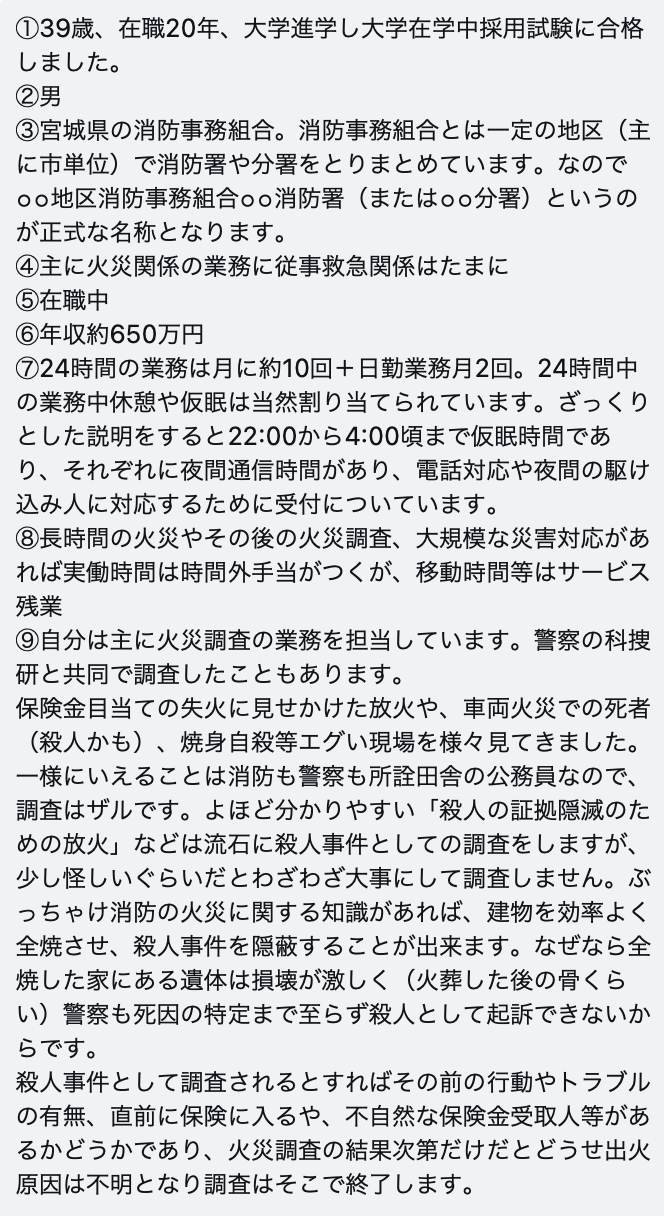 ①39歳、在職20年、大学進学し大学在学中採用試験に合格
しました。
②男
③宮城県の消防事務組合。消防事務組合とは一定の地区（主
に市単位）で消防署や分署をとりまとめています。なので
○○地区消防事務組合○○消防署（または○○分署）というの
が正式な名称となります。
④主に火災関係の業務に従事救急関係はたまに
⑤在職中
⑥年収約650万円
⑦24時間の業務は月に約10回＋日勤業務月2回。24時間中
の業務中休憩や仮眠は当然割り当てられています。ざっくり
とした説明をすると22:00から4:00頃まで仮眠時間であ
り、それぞれに夜間通信時間があり、電話対応や夜間の駆け
込み人に対応するために受付についています。
⑧長時間の火災やその後の火災調査、大規模な災害対応があ
れば実働時間は時間外手当がつくが、移動時間等はサービス
残業
⑨自分は主に火災調査の業務を担当しています。警察の科捜
研と共同で調査したこともあります。
保険金目当ての失火に見せかけた放火や、車両火災での死者
（殺人かも）、焼身自殺等エグい現場を様々見てきました。
一様にいえることは消防も警察も所詮田舎の公務員なので、
調査はザルです。よほど分かりやすい「殺人の証拠隠滅のた
めの放火」などは流石に殺人事件としての調査をしますが、
少し怪しいぐらいだとわざわざ大事にして調査しません。ぶ
っちゃけ消防の火災に関する知識があれば、建物を効率よく
全焼させ、殺人事件を隠蔽することが出来ます。なぜなら全
焼した家にある遺体は損壊が激しく（火葬した後の骨くら
い）警察も死因の特定まで至らず殺人として起訴できないか
らです。
殺人事件として調査されるとすればその前の行動やトラブル
の有無、直前に保険に入るや、不自然な保険金受取人等があ
るかどうかであり、火災調査の結果次第だけだとどうせ出火
原因は不明となり調査はそこで終了します。